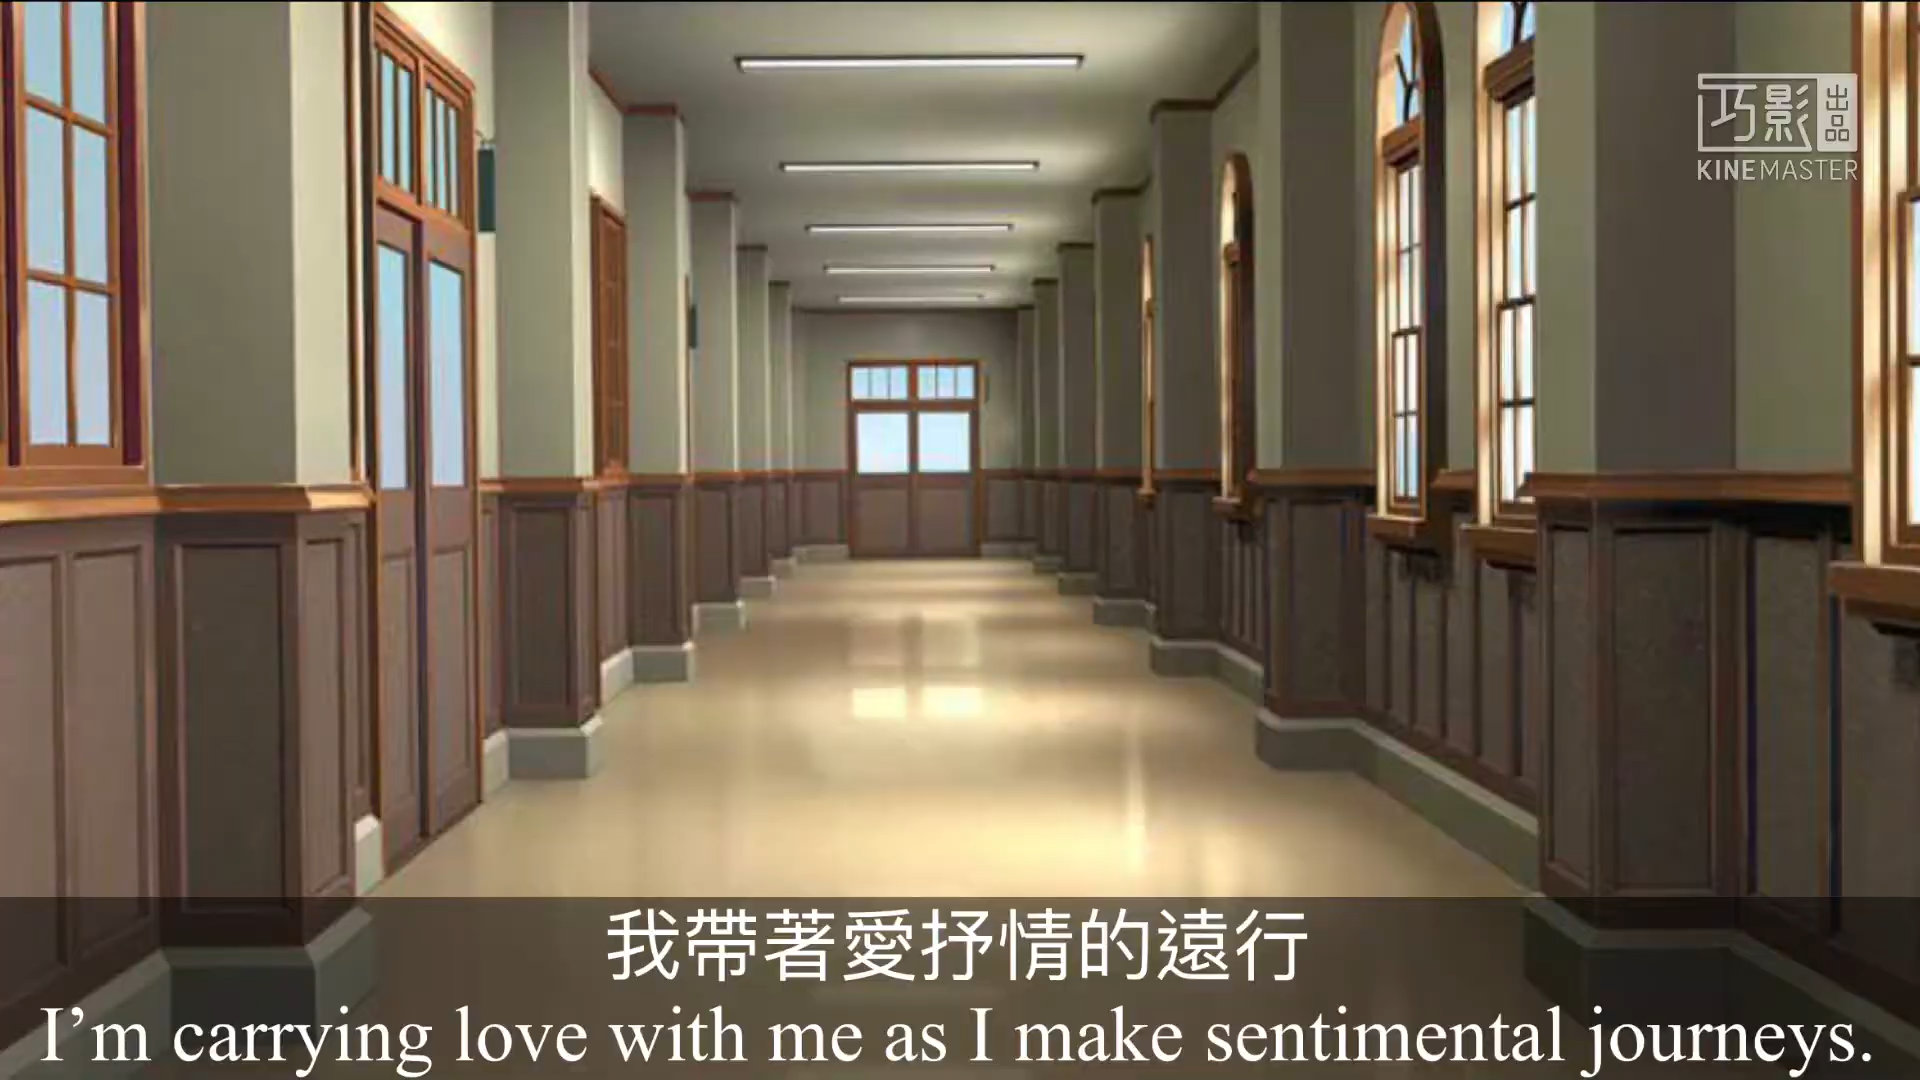 巧影出品
KINEMASTER
我帶著愛抒情的遠行
I’m carrying love with me as I make sentimental journeys.